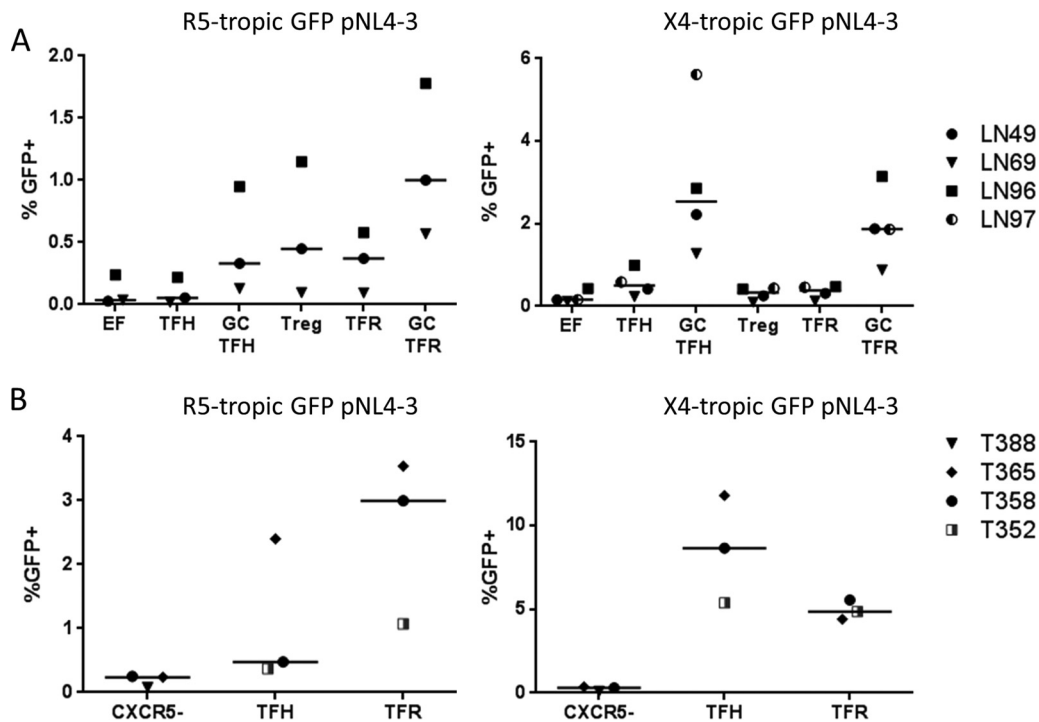 A
R5-tropic GFP pNL4-3
% GFP+
2.0
1.5
1.0
0.5
0.0
EF
TFH
GC
TFH
Treg
TFR
GC
TFR
X4-tropic GFP pNL4-3
% GFP+
6
4
2
0
EF
TFH
GC
TFH
Treg
TFR
GC
TFR
LN49
LN69
LN96
LN97
B
R5-tropic GFP pNL4-3
%GFP+
4
3
2
1
0
CXCR5-
TFH
TFR
X4-tropic GFP pNL4-3
%GFP+
15
10
5
0
CXCR5-
TFH
TFR
T388
T365
T358
T352